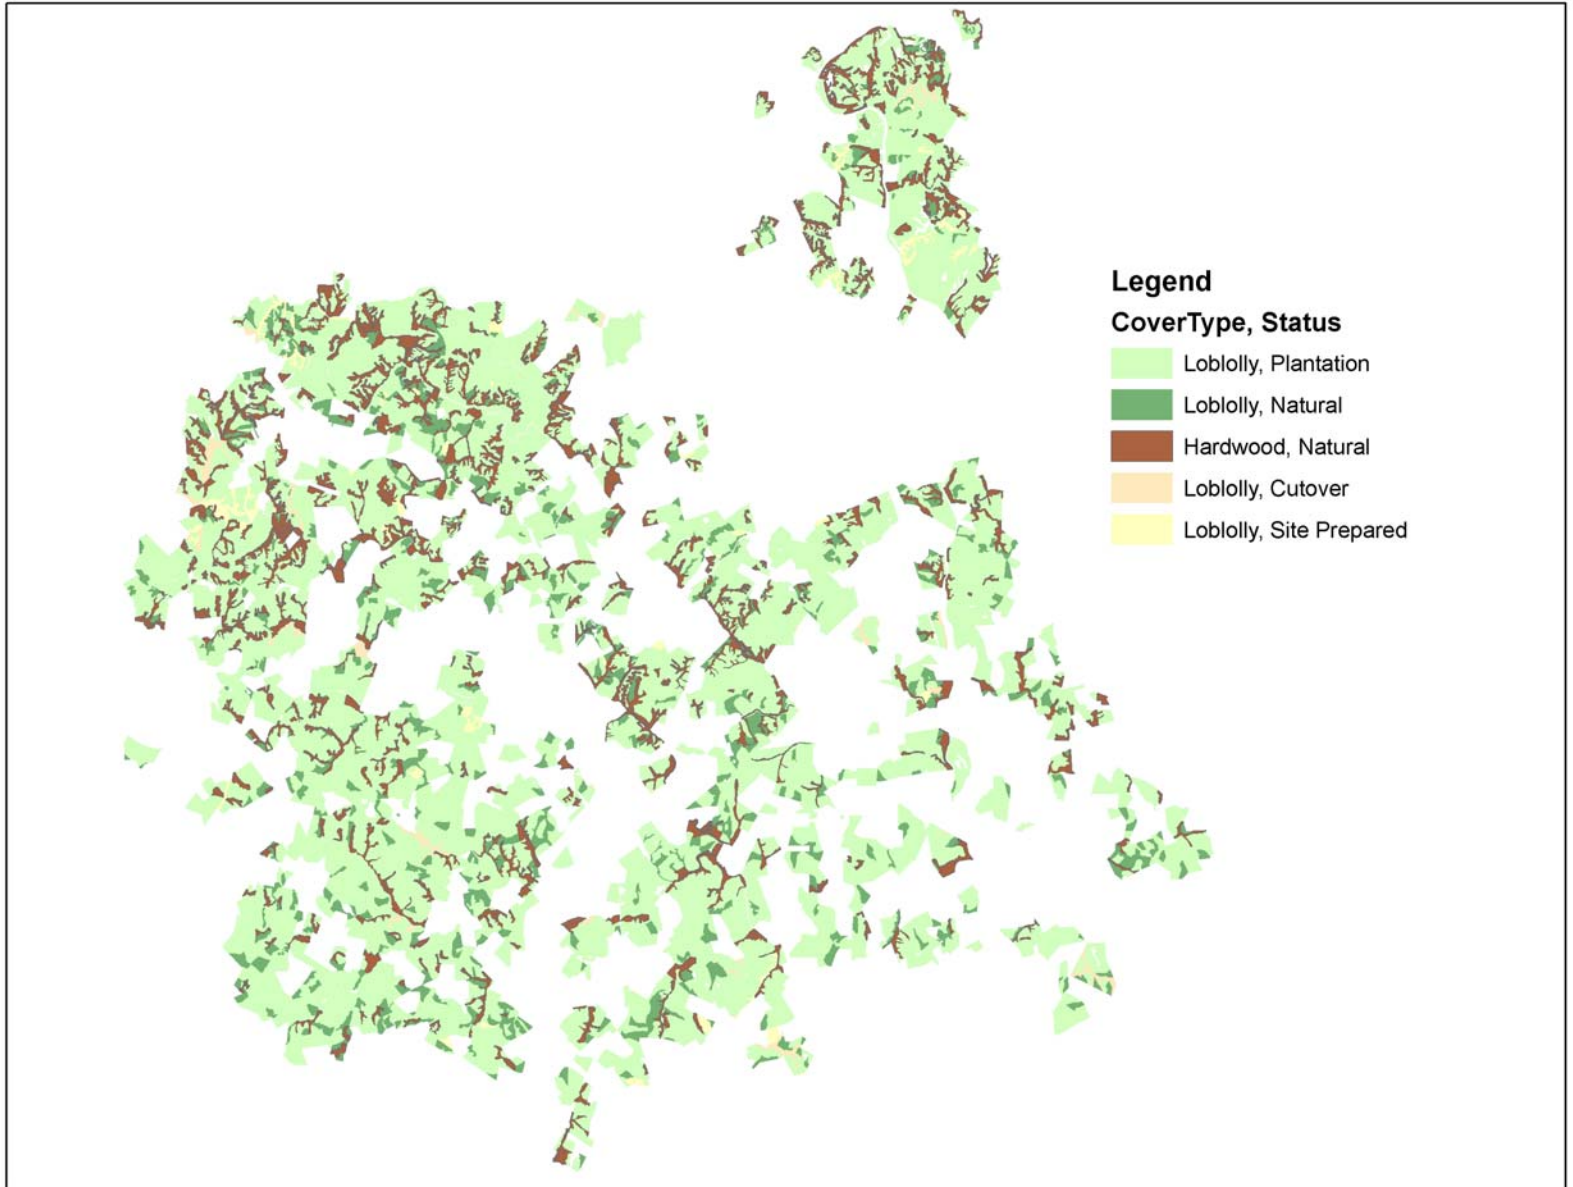 Legend
CoverType, Status
Loblolly, Plantation
Loblolly, Natural
Hardwood, Natural
Loblolly, Cutover
Loblolly, Site Prepared